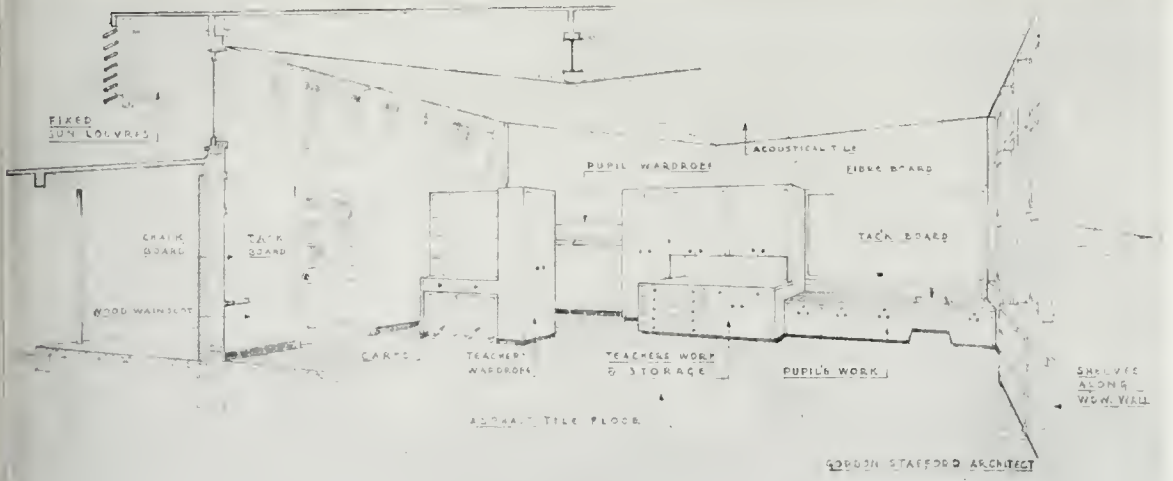 FIXED
SUN LOUVRES
ACOUSTICAL TILE
PUPIL WARDROBE
FIBRE BOARD
CHALK
BOARD
TACK
BOARD
TACK BOARD
WOOD WAINSCOT
CARTS
TEACHERS
WARDROBE
TEACHERS WORK
& STORAGE
PUPIL'S WORK
SHELVES
ALONG
WDW. WALL
ASPHALT TILE FLOOR
GORDON STAFFORD ARCHITECT